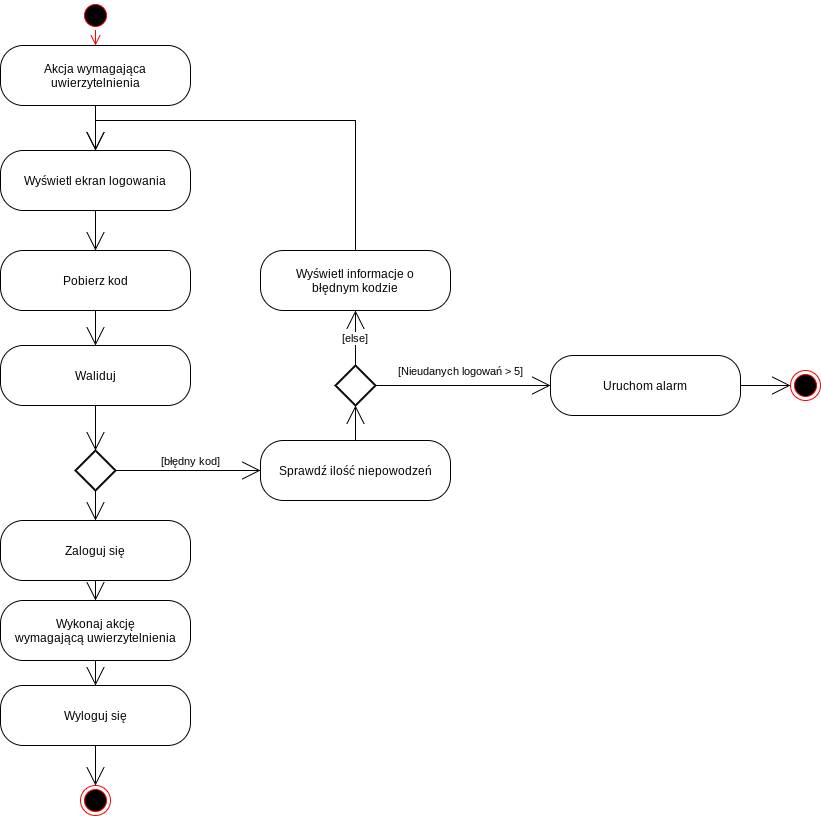 Akcja wymagająca
uwierzytelnienia
Wyświetl ekran logowania
Pobierz kod
Wyświetl informacje o
błędnym kodzie
[else]
Waliduj
[Nieudanych logowań > 5]
Uruchom alarm
[błędny kod]
Sprawdź ilość niepowodzeń
Zaloguj się
Wykonaj akcję
wymagającą uwierzytelnienia
Wyloguj się